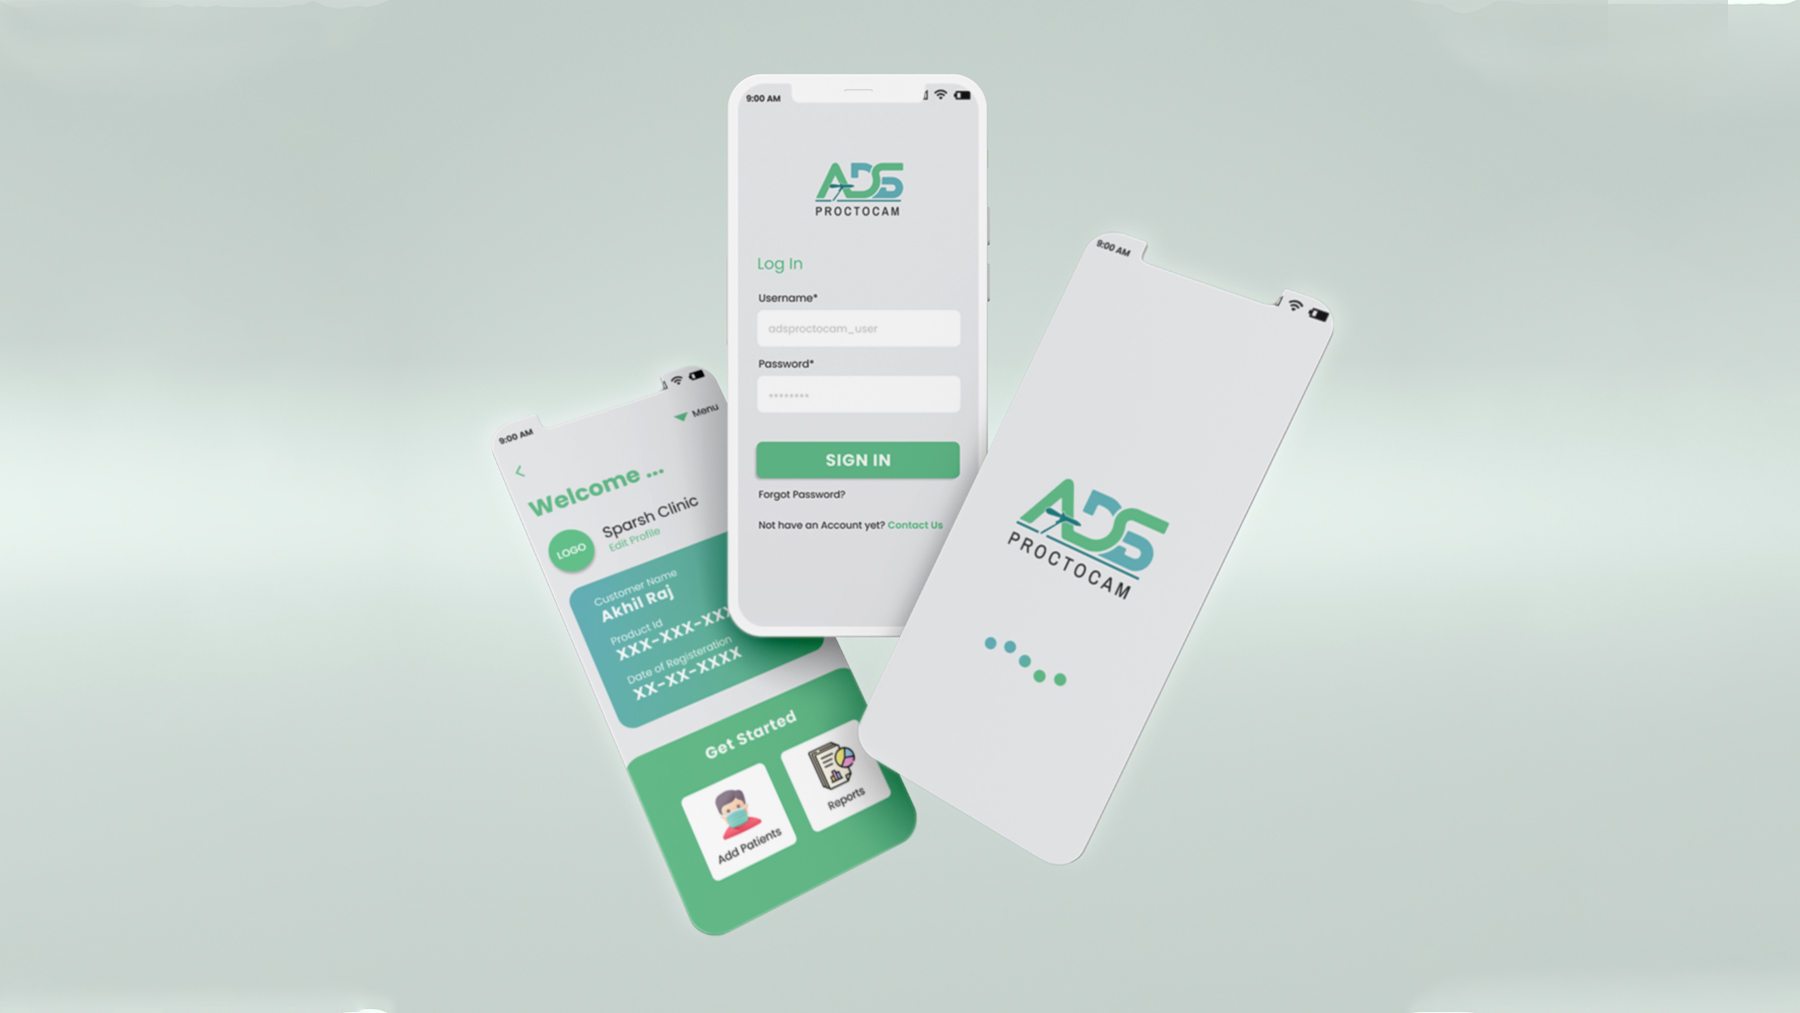 9:00 AM
ADS
PROCTOCAM
Log In
Username*
adsproctocam_user
Password*
SIGN IN
Forgot Password?
Not have an Account yet? Contact Us
9:00 AM
Menu
Welcome ...
LOGO
Sparsh Clinic
Edit Profile
Customer Name
Akhil Raj
Product Id
XXX-XXX-XX
Date of Registeration
XX-XX-XXXX
Get Started
Add Patients
Reports
9:00 AM
ADS
PROCTOCAM